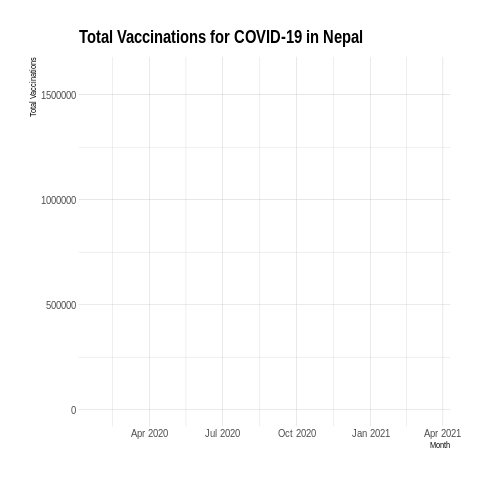 Total Vaccinations for COVID-19 in Nepal
Total Vaccinations
1500000
1000000
500000
0
Apr 2020 Jul 2020 Oct 2020 Jan 2021 Apr 2021
Month